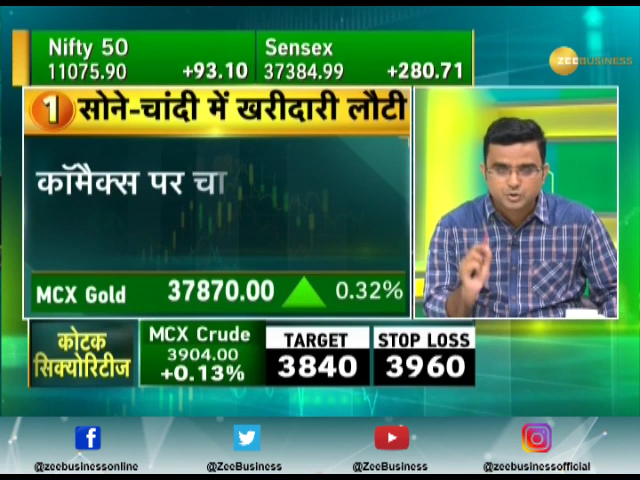 Nifty 50
11075.90 +93.10
Sensex
37384.99 +280.71
ZEEBUSINESS
1 सोने-चांदी में खरीदारी लौटी
कॉमैक्स पर चा
MCX Gold 37870.00 0.32%
कोटक
सिक्योरिटीज
MCX Crude
3904.00
+0.13%
TARGET
3840
STOP LOSS
3960
@zeebusinessonline
@ZeeBusiness
@ZeeBusiness
@zeebusinessofficial